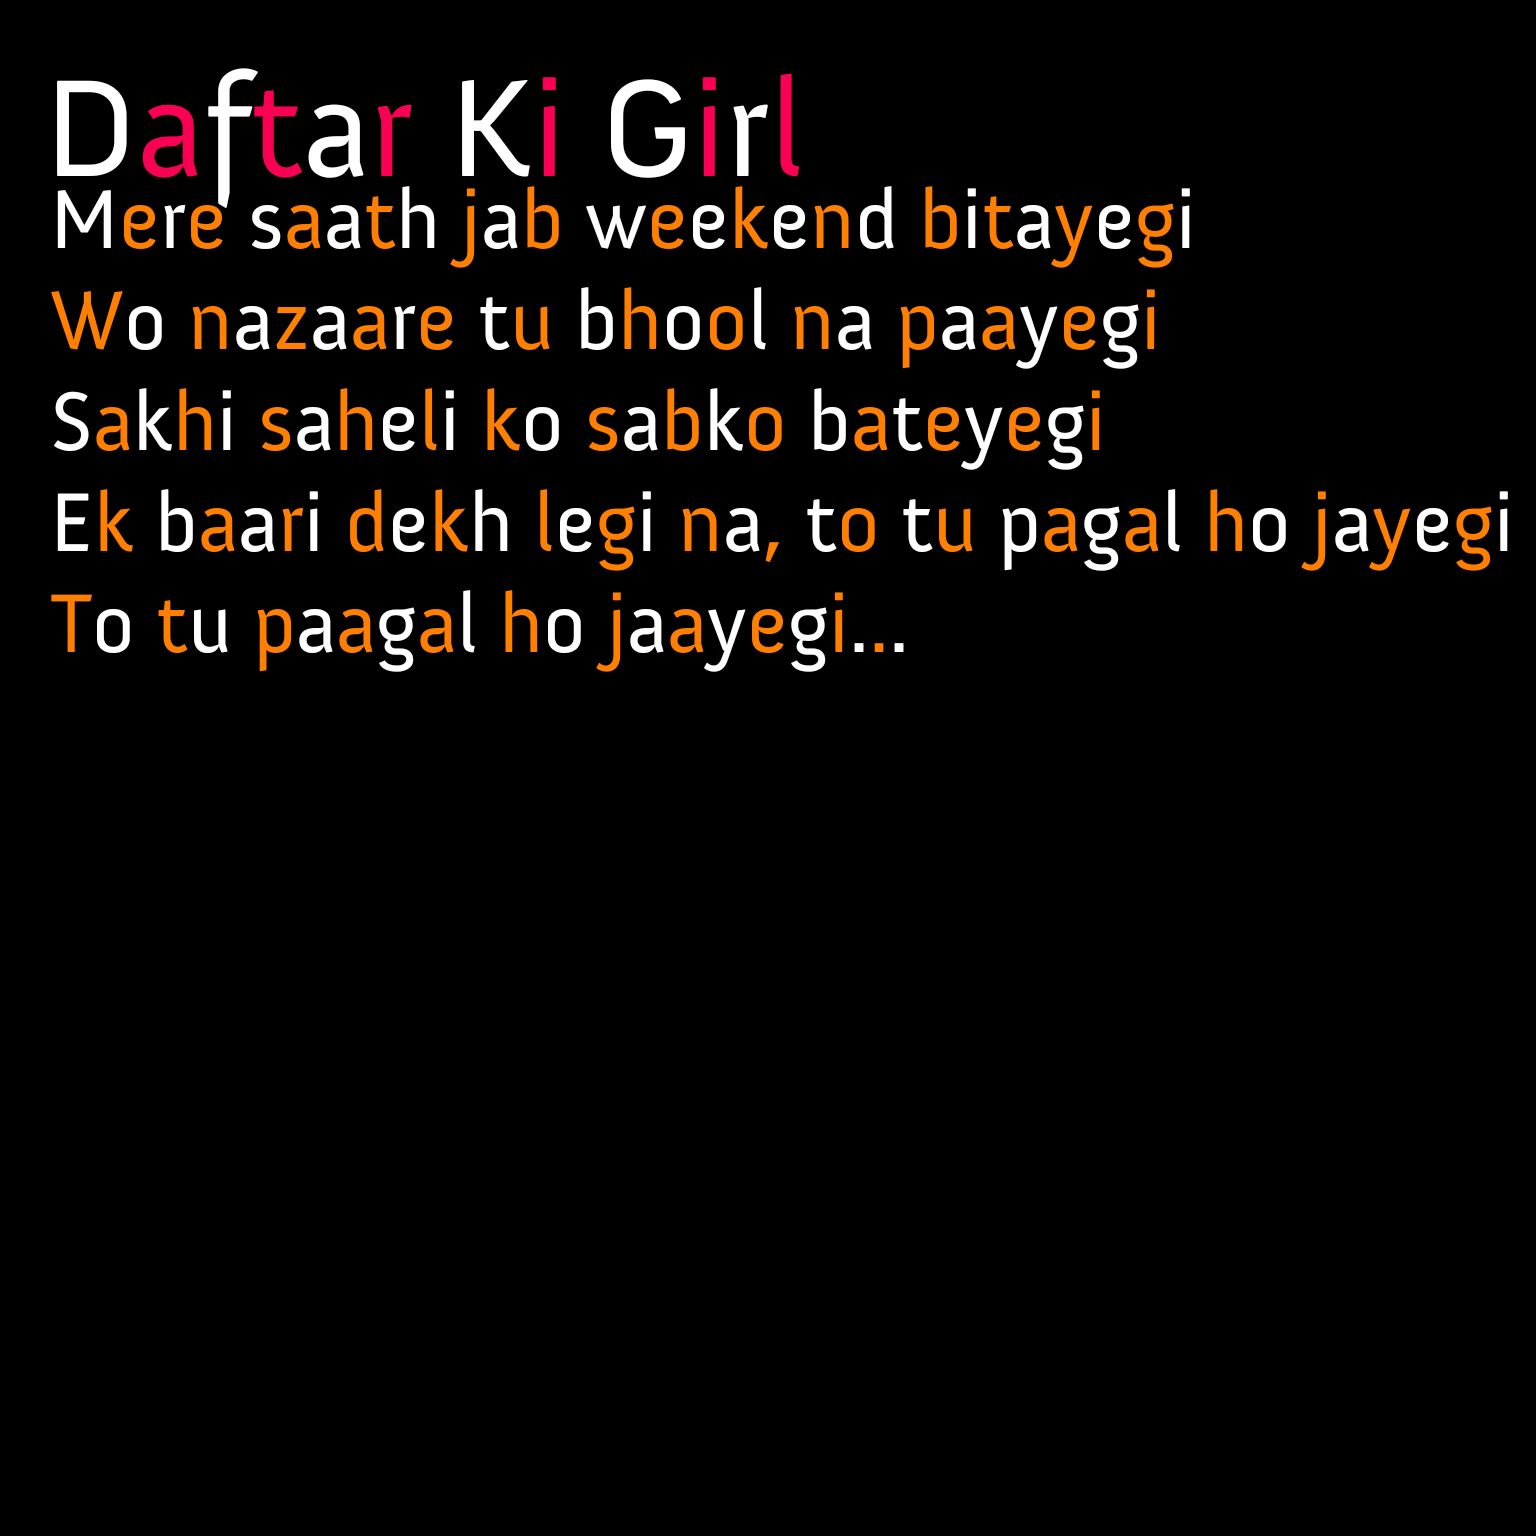 Daftar Ki Girl
Mere saath jab weekend bitayegi
Wo nazaare tu bhool na paayegi
Sakhi saheli ko sabko bateyegi
Ek baari dekh legi na, to tu pagal ho jayegi
To tu paagal ho jaayegi...